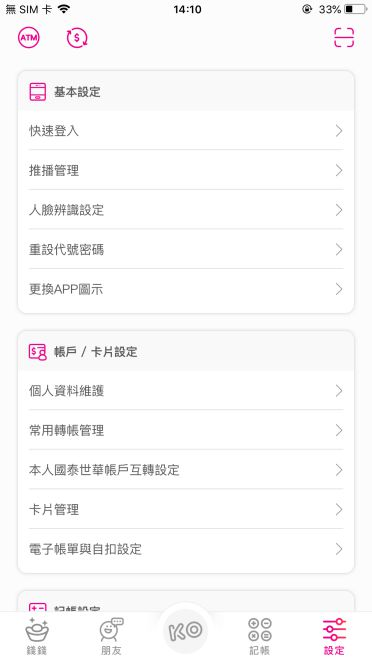 無 SIM 卡 14:10 33%
ATM
基本設定
快速登入
推播管理
人臉辨識設定
重設代號密碼
更換APP圖示
帳戶 / 卡片設定
個人資料維護
常用轉帳管理
本人國泰世華帳戶互轉設定
卡片管理
電子帳單與自扣設定
記帳設定
錢錢 朋友 KO 記帳 設定